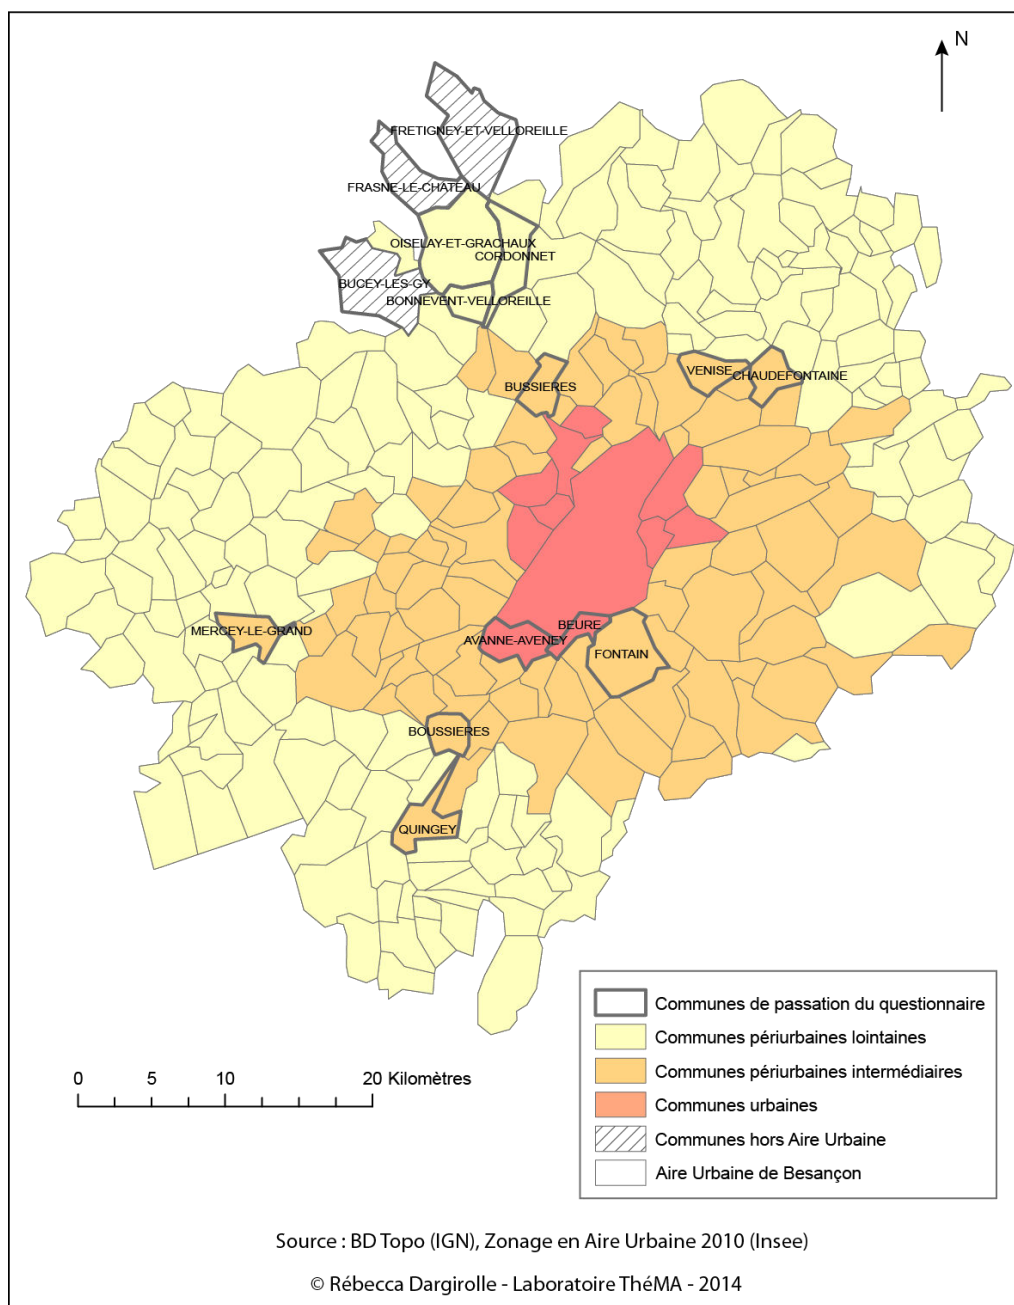 N
FRETIGNEY-ET-VELLOREILLE
FRASNE-LE-CHATEAU
OISELAY-ET-GRACHAUX
CORDONNET
BUCEY-LES-GY
BONNEVENT-VELLOREILLE
BUSSIERES
VENISE
CHAUDEFONTAINE
MERCEY-LE-GRAND
AVANNE-AVENEY
BEURE
FONTAIN
BOUSSIERES
QUINGEY
0 5 10 20 Kilomètres
Communes de passation du questionnaire
Communes périurbaines lointaines
Communes périurbaines intermédiaires
Communes urbaines
Communes hors Aire Urbaine
Aire Urbaine de Besançon
Source : BD Topo (IGN), Zonage en Aire Urbaine 2010 (Insee)
© Rébecca Dargirolle - Laboratoire ThéMA - 2014